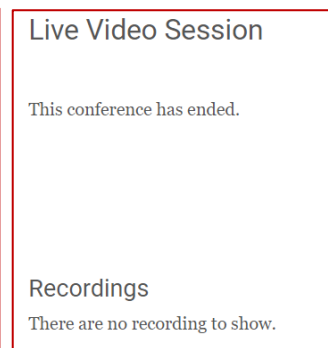 Live Video Session
This conference has ended.
Recordings
There are no recording to show.